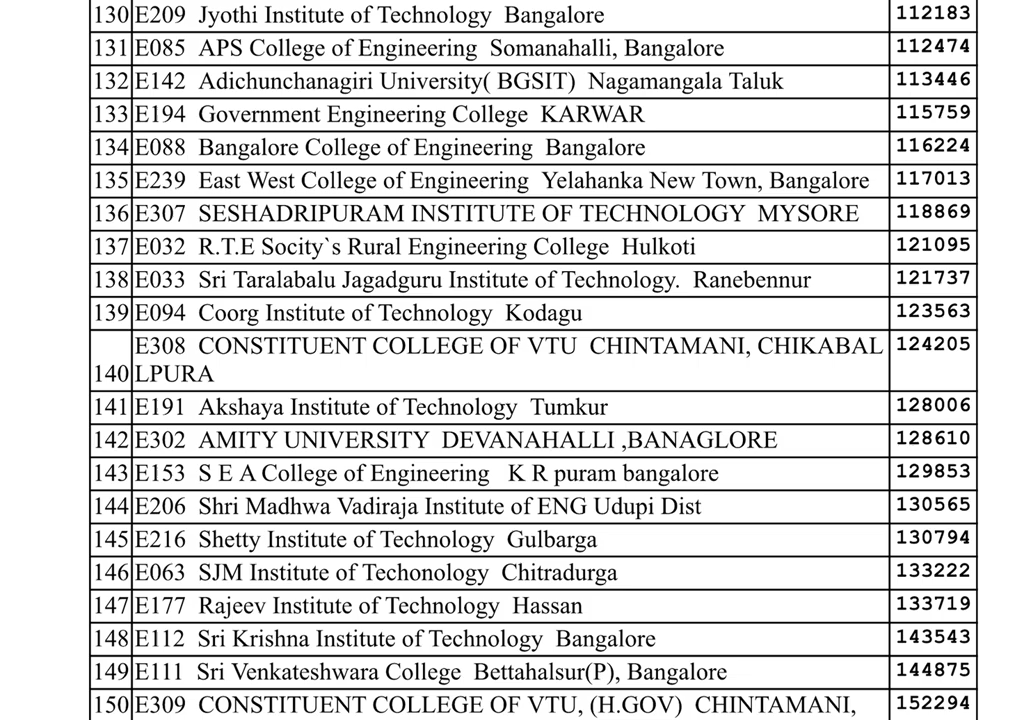 130 E209 Jyothi Institute of Technology Bangalore 112183
131 E085 APS College of Engineering Somanahalli, Bangalore 112474
132 E142 Adichunchanagiri University( BGSIT) Nagamangala Taluk 113446
133 E194 Government Engineering College KARWAR 115759
134 E088 Bangalore College of Engineering Bangalore 116224
135 E239 East West College of Engineering Yelahanka New Town, Bangalore 117013
136 E307 SESHADRIPURAM INSTITUTE OF TECHNOLOGY MYSORE 118869
137 E032 R.T.E Socity`s Rural Engineering College Hulkoti 121095
138 E033 Sri Taralabalu Jagadguru Institute of Technology. Ranebennur 121737
139 E094 Coorg Institute of Technology Kodagu 123563
E308 CONSTITUENT COLLEGE OF VTU CHINTAMANI, CHIKABAL 124205
140 LPURA
141 E191 Akshaya Institute of Technology Tumkur 128006
142 E302 AMITY UNIVERSITY DEVANAHALLI ,BANAGLORE 128610
143 E153 S E A College of Engineering K R puram bangalore 129853
144 E206 Shri Madhwa Vadiraja Institute of ENG Udupi Dist 130565
145 E216 Shetty Institute of Technology Gulbarga 130794
146 E063 SJM Institute of Techonology Chitradurga 133222
147 E177 Rajeev Institute of Technology Hassan 133719
148 E112 Sri Krishna Institute of Technology Bangalore 143543
149 E111 Sri Venkateshwara College Bettahalsur(P), Bangalore 144875
150 E309 CONSTITUENT COLLEGE OF VTU, (H.GOV) CHINTAMANI, 152294